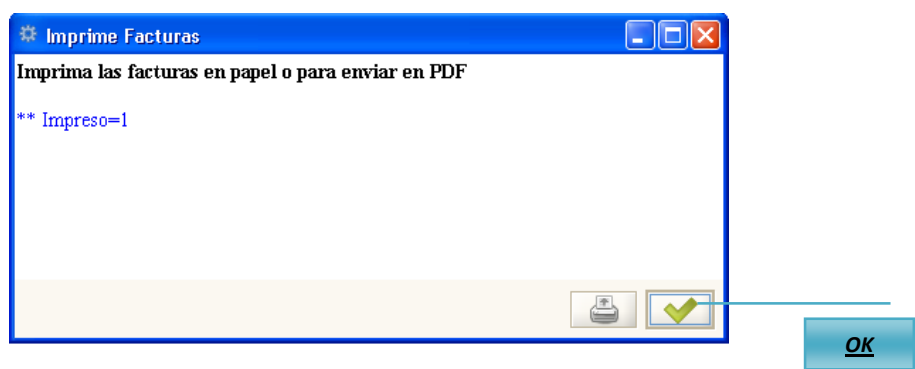 Imprime Facturas
Imprima las facturas en papel o para enviar en PDF
** Impreso=1
OK